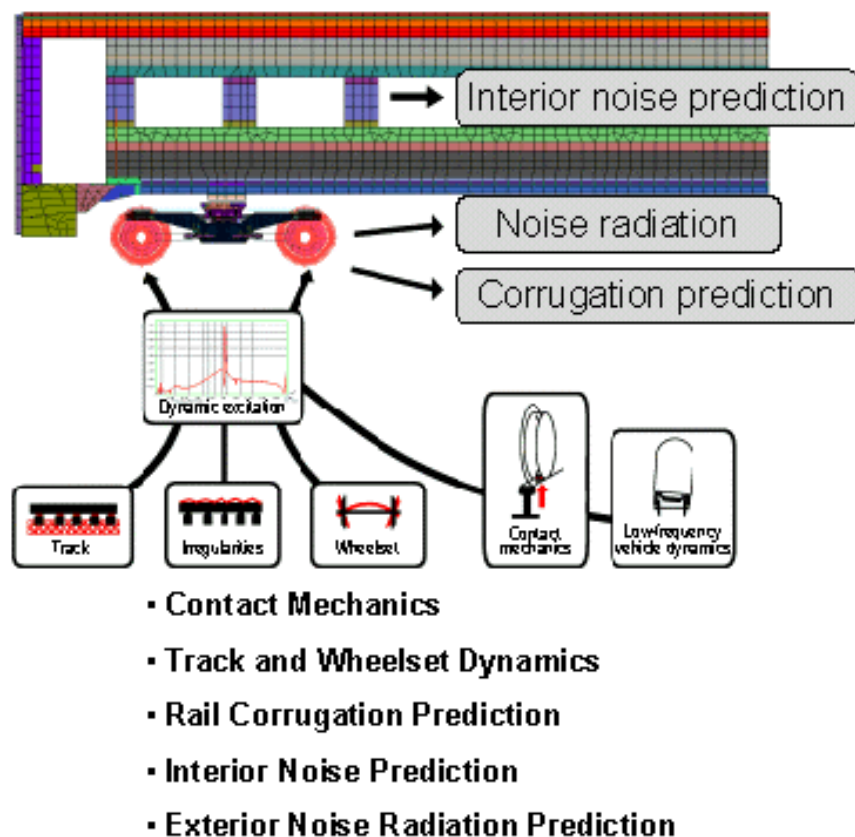 Interior noise prediction
Noise radiation
Corrugation prediction
Dynamic excitation
Track
Irregularities
Wheelset
Contact
mechanics
Low-frequency
vehicle dynamics
▪ Contact Mechanics
▪ Track and Wheelset Dynamics
▪ Rail Corrugation Prediction
▪ Interior Noise Prediction
▪ Exterior Noise Radiation Prediction